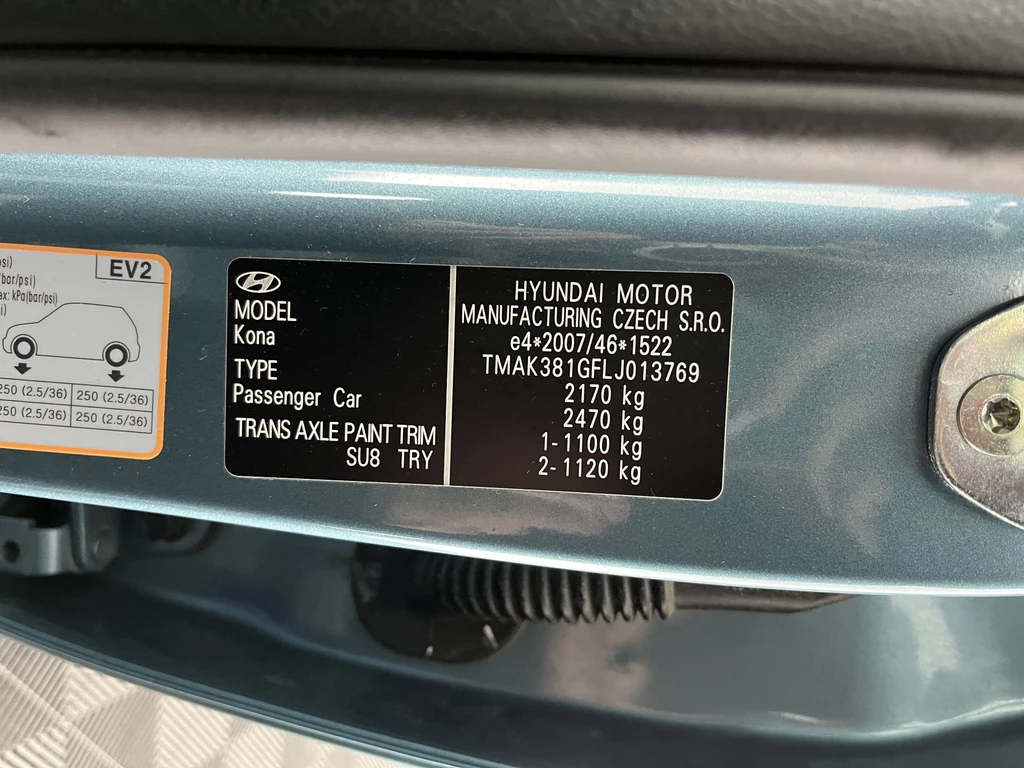 psi)
bar/psi)
ax: kPa(bar/psi)
i)
EV2
250 (2.5/36) 250 (2.5/36)
250 (2.5/36) 250 (2.5/36)
MODEL
Kona
TYPE
Passenger Car
TRANS AXLE PAINT TRIM
SU8 TRY
HYUNDAI MOTOR
MANUFACTURING CZECH S.R.O.
e4*2007/46*1522
TMAK381GFLJ013769
2170 kg
2470 kg
1-1100 kg
2-1120 kg